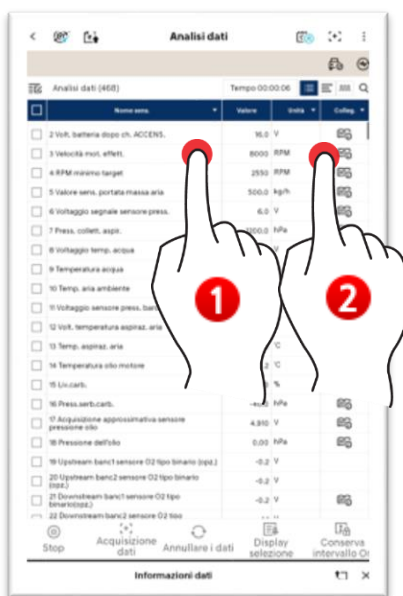 Analisi dati
Analisi dati (468) Tempo 00:00:06
Nome sens. Valore Unità Colleg.
2 Volt. batteria dopo ch. ACCENS. 16.0 V
3 Velocità mot. effett. 8000 RPM
4 RPM minimo target 2550 RPM
5 Valore sens. portata massa aria 500.0 kg/h
6 Voltaggio segnale sensore press. 6.0 V
7 Press. collett. aspir. hPa
8 Voltaggio temp. acqua V
9 Temperatura acqua
10 Temp. aria ambiente
11 Voltaggio sensore press.
12 Volt. temperatura aspiraz. aria
13 Temp. aspiraz. aria °C
14 Temperatura olio motore °C
15 Liv.carb. %
16 Press.serb.carb. hPa
17 Acquisizione approssimativa sensore
pressione olio 4.910 V
18 Pressione dell'olio 0.00 hPa
19 Upstream banc1 sensore O2 tipo binario (opz.) -0.2 V
20 Upstream banc2 sensore O2 tipo binario
(opz.) -0.2 V
21 Downstream banc1 sensore O2 tipo
binario(opz.) -0.2 V
22 Downstream banc2 sensore O2 tipo
Stop Acquisizione
dati Annullare i dati Display
selezione Conserva
intervallo
Informazioni dati
1
2